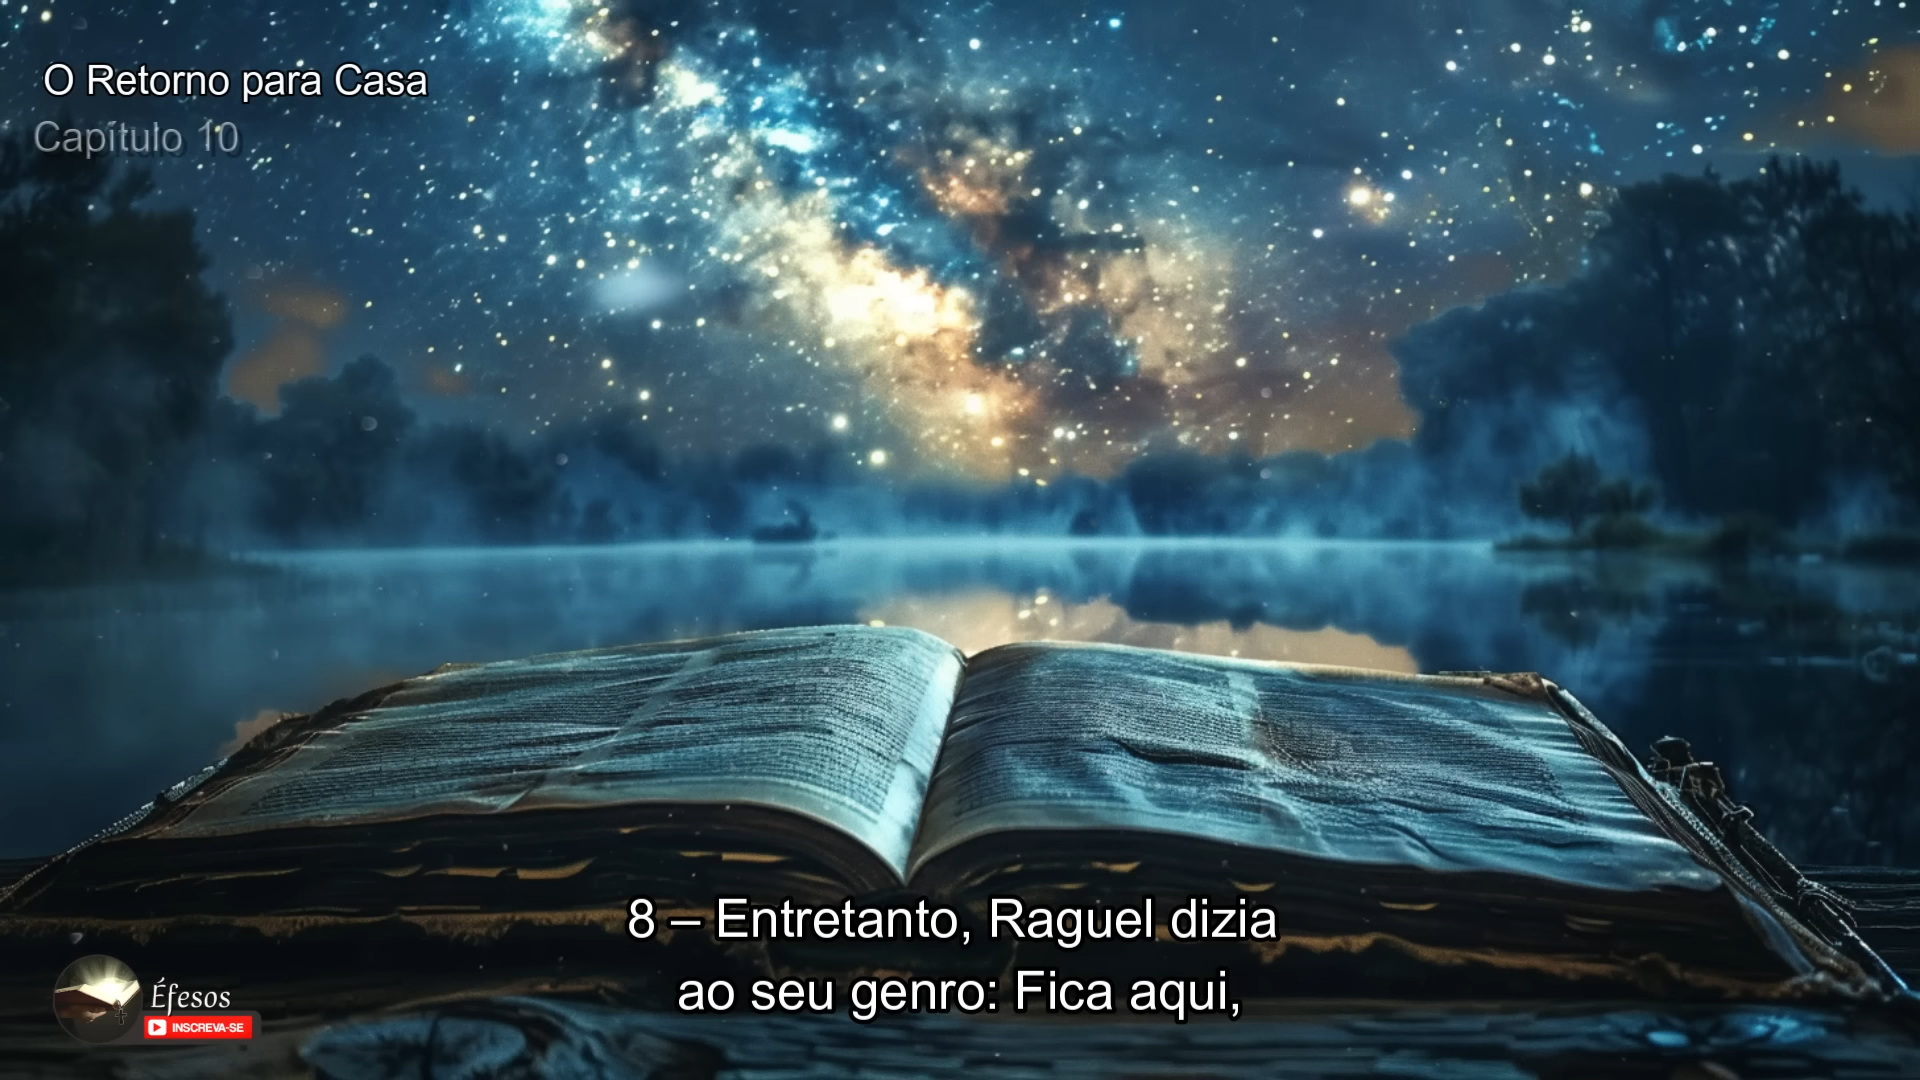 O Retorno para Casa
Capítulo 10
8 – Entretanto, Raguel dizia
ao seu genro: Fica aqui,
Éfesos
INSCREVA-SE